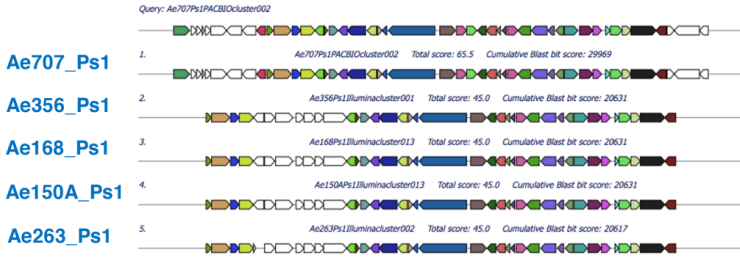 Query: Ae707Ps1PACBIOcluster002
Ae707_Ps1 1. Ae707Ps1PACBIOcluster002 Total score: 65.5 Cumulative Blast bit score: 29969
Ae356_Ps1 2. Ae356Ps1Illuminacluster001 Total score: 45.0 Cumulative Blast bit score: 20631
Ae168_Ps1 3. Ae168Ps1Illuminacluster013 Total score: 45.0 Cumulative Blast bit score: 20631
Ae150A_Ps1 4. Ae150APs1Illuminacluster013 Total score: 45.0 Cumulative Blast bit score: 20631
Ae263_Ps1 5. Ae263Ps1Illuminacluster002 Total score: 45.0 Cumulative Blast bit score: 20617